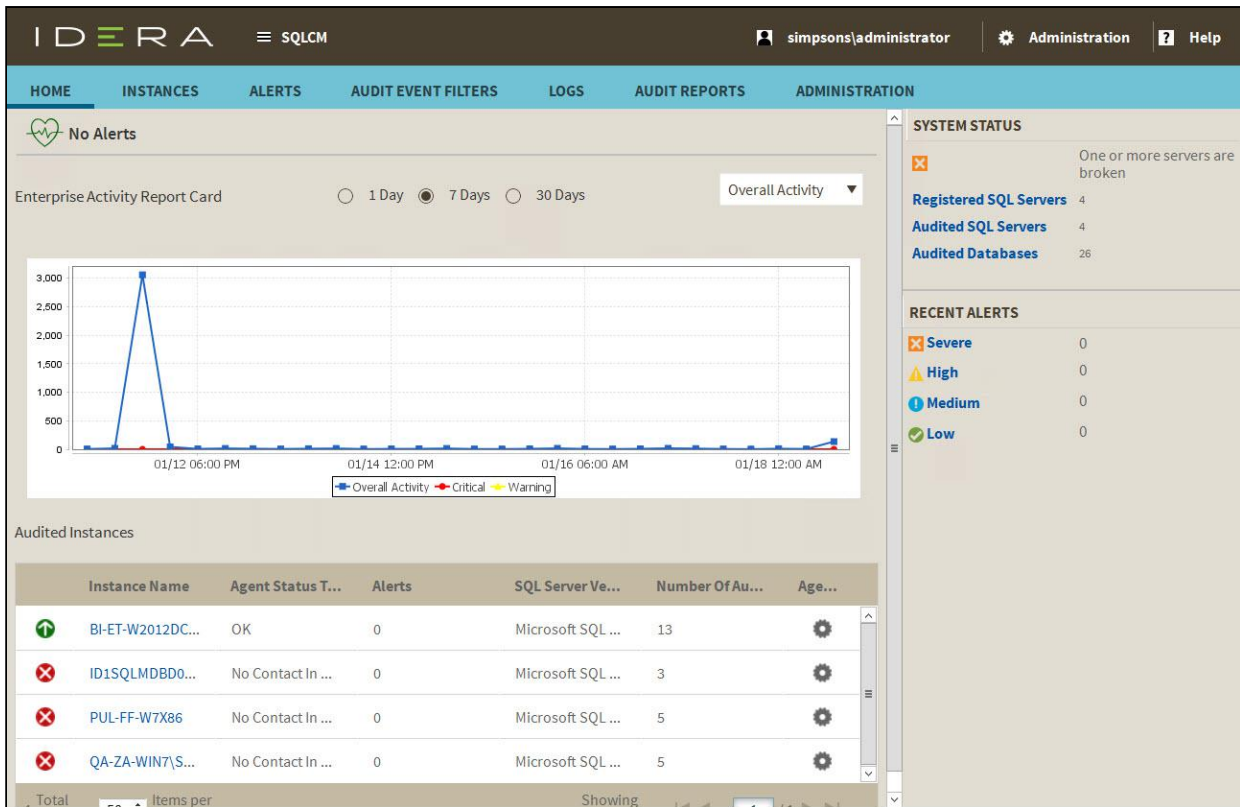 IDERA SQLCM simpsons\administrator Administration ? Help
HOME INSTANCES ALERTS AUDIT EVENT FILTERS LOGS AUDIT REPORTS ADMINISTRATION
No Alerts
Enterprise Activity Report Card 1 Day 7 Days 30 Days Overall Activity
3,000
2,500
2,000
1,500
1,000
500
0
01/12 06:00 PM 01/14 12:00 PM 01/16 06:00 AM 01/18 12:00 AM
Overall Activity Critical Warning
Audited Instances
Instance Name Agent Status T... Alerts SQL Server Ve... Number Of Au... Age...
BI-ET-W2012DC... OK 0 Microsoft SQL ... 13
ID1SQLMDBD0... No Contact In ... 0 Microsoft SQL ... 3
PUL-FF-W7X86 No Contact In ... 0 Microsoft SQL ... 5
QA-ZA-WIN7\S... No Contact In ... 0 Microsoft SQL ... 5
Total Items per Showing
SYSTEM STATUS
One or more servers are
broken
Registered SQL Servers 4
Audited SQL Servers 4
Audited Databases 26
RECENT ALERTS
Severe 0
High 0
Medium 0
Low 0